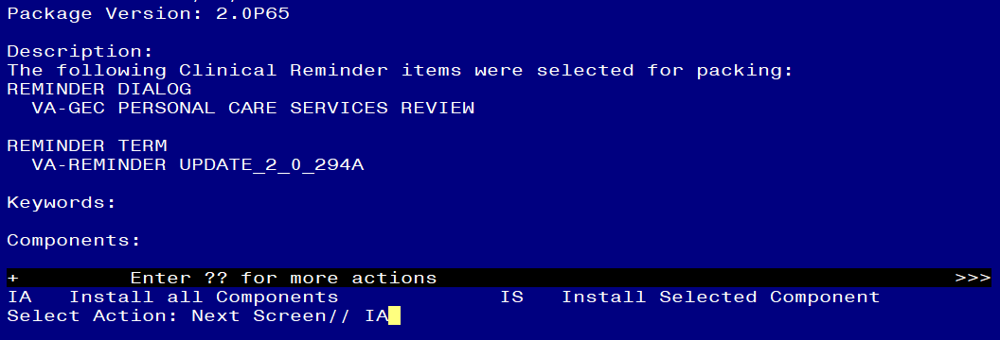 Package Version: 2.0P65
Description:
The following Clinical Reminder items were selected for packing:
REMINDER DIALOG
VA-GEC PERSONAL CARE SERVICES REVIEW
REMINDER TERM
VA-REMINDER UPDATE_2_0_294A
Keywords:
Components:
+ Enter ?? for more actions >>>
IA Install all Components IS Install Selected Component
Select Action: Next Screen// IA